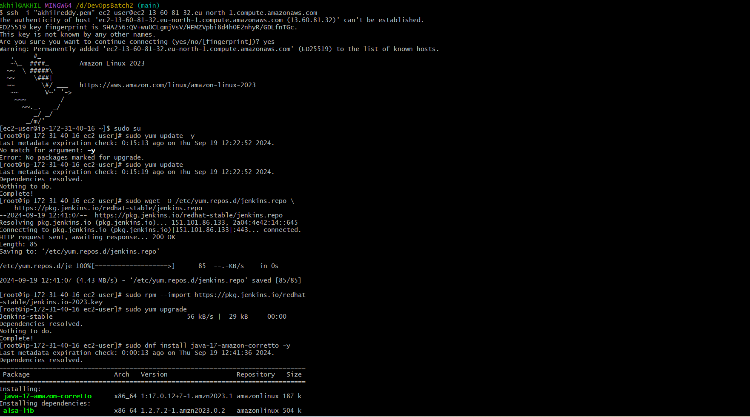 akhil@AKHIL MINGW64 /d/DevOpsBatch2 (main)
$ ssh -i "akhilreddy.pem" ec2-user@ec2-13-60-81-32.eu-north-1.compute.amazonaws.com
The authenticity of host 'ec2-13-60-81-32.eu-north-1.compute.amazonaws.com (13.60.81.32)' can't be established.
ED25519 key fingerprint is
This key is not known by any other names.
Are you sure you want to continue connecting (yes/no/[fingerprint])? yes
Warning: Permanently added 'ec2-13-60-81-32.eu-north-1.compute.amazonaws.com' (ED25519) to the list of known hosts.
Amazon Linux 2023
https://aws.amazon.com/linux/amazon-linux-2023
[ec2-user@ip-172-31-40-16 ~]$ sudo su
[root@ip-172-31-40-16 ec2-user]# sudo yum update -y
Last metadata expiration check: 0:15:13 ago on Thu Sep 19 12:22:52 2024.
No match for argument: -y
Error: No packages marked for upgrade.
[root@ip-172-31-40-16 ec2-user]# sudo yum update
Last metadata expiration check: 0:15:19 ago on Thu Sep 19 12:22:52 2024.
Dependencies resolved.
Nothing to do.
Complete!
[root@ip-172-31-40-16 ec2-user]# sudo wget -O /etc/yum.repos.d/jenkins.repo \
https://pkg.jenkins.io/redhat-stable/jenkins.repo
--2024-09-19 12:41:07-- https://pkg.jenkins.io/redhat-stable/jenkins.repo
Resolving pkg.jenkins.io (pkg.jenkins.io)... 151.101.86.133, 2a04:4e42:14::645
Connecting to pkg.jenkins.io (pkg.jenkins.io)|151.101.86.133|:443... connected.
HTTP request sent, awaiting response... 200 OK
Length: 85
Saving to: '/etc/yum.repos.d/jenkins.repo'
/etc/yum.repos.d/je 100%[===================>] 85 --.-KB/s in 0s
2024-09-19 12:41:07 (4.43 MB/s) - '/etc/yum.repos.d/jenkins.repo' saved [85/85]
[root@ip-172-31-40-16 ec2-user]# sudo rpm --import https://pkg.jenkins.io/redhat
-stable/jenkins.io-2023.key
[root@ip-172-31-40-16 ec2-user]# sudo yum upgrade
Jenkins-stable 56 kB/s | 29 kB 00:00
Dependencies resolved.
Nothing to do.
Complete!
[root@ip-172-31-40-16 ec2-user]# sudo dnf install java-17-amazon-corretto -y
Last metadata expiration check: 0:00:13 ago on Thu Sep 19 12:41:36 2024.
Dependencies resolved.
Package Arch Version Repository Size
Installing:
java-17-amazon-corretto x86_64 1:17.0.12+7-1.amzn2023.1 amazonlinux 187 k
Installing dependencies:
alsa-lib x86_64 1.2.7.2-1.amzn2023.0.2 amazonlinux 504 k